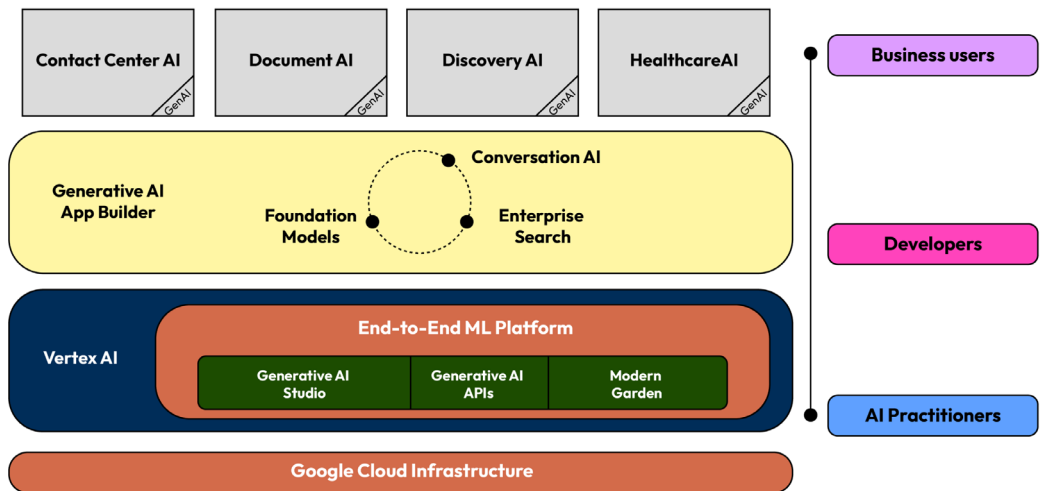 Contact Center AI
GenAI
Document AI
GenAI
Discovery AI
GenAI
HealthcareAI
GenAI
Business users
Generative AI
App Builder
Conversation AI
Foundation
Models
Enterprise
Search
Developers
Vertex AI
End-to-End ML Platform
Generative AI
Studio
Generative AI
APIs
Modern
Garden
AI Practitioners
Google Cloud Infrastructure